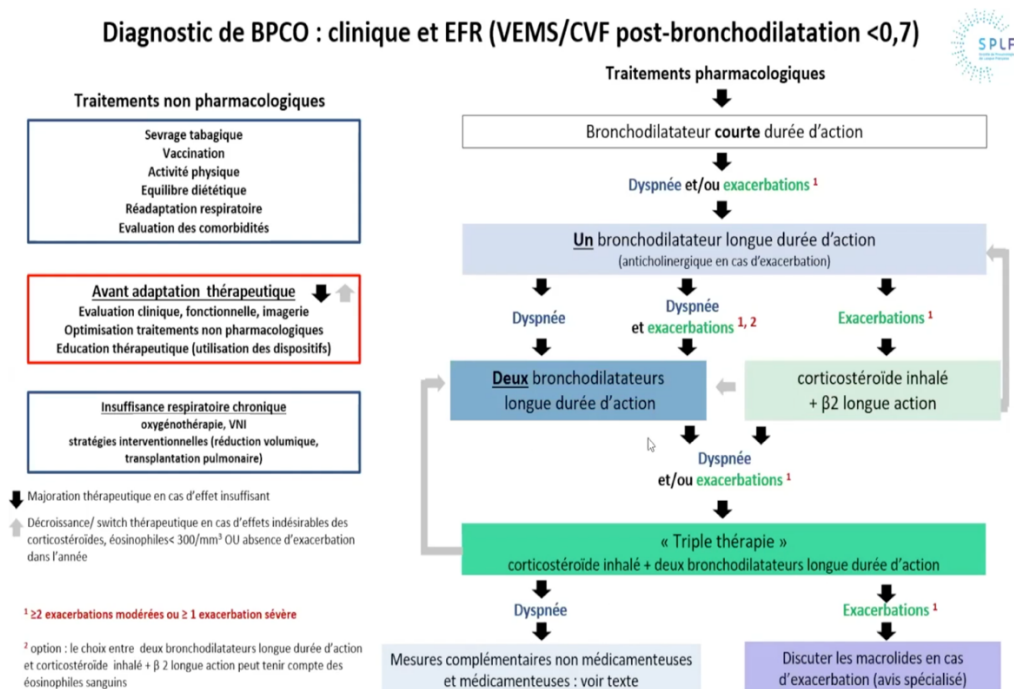 Diagnostic de BPCO : clinique et EFR (VEMS/CVF post-bronchodilatation <0,7)
SPLF
Traitements non pharmacologiques
Sevrage tabagique
Vaccination
Activité physique
Equilibre diététique
Réadaptation respiratoire
Evaluation des comorbidités
Avant adaptation thérapeutique
Evaluation clinique, fonctionnelle, imagerie
Optimisation traitements non pharmacologiques
Education thérapeutique (utilisation des dispositifs)
Insuffisance respiratoire chronique
oxygénothérapie, VNI
stratégies interventionnelles (réduction volumique,
transplantation pulmonaire)
Majoration thérapeutique en cas d'effet insuffisant
Décroissance/ switch thérapeutique en cas d'effets indésirables des
corticostéroïdes, éosinophiles< 300/mm³ OU absence d'exacerbation
dans l'année
¹ ≥2 exacerbations modérées ou ≥ 1 exacerbation sévère
² option : le choix entre deux bronchodilatateurs longue durée d'action
et corticostéroïde inhalé + β 2 longue action peut tenir compte des
éosinophiles sanguins
Traitements pharmacologiques
Bronchodilatateur courte durée d'action
Dyspnée et/ou exacerbations ¹
Un bronchodilatateur longue durée d'action
(anticholinergique en cas d'exacerbation)
Dyspnée
Dyspnée
et exacerbations ¹, ²
Exacerbations ¹
Deux bronchodilatateurs
longue durée d'action
corticostéroïde inhalé
+ β2 longue action
Dyspnée
et/ou exacerbations ¹
« Triple thérapie »
corticostéroïde inhalé + deux bronchodilatateurs longue durée d'action
Dyspnée
Exacerbations ¹
Mesures complémentaires non médicamenteuses
et médicamenteuses : voir texte
Discuter les macrolides en cas
d'exacerbation (avis spécialisé)